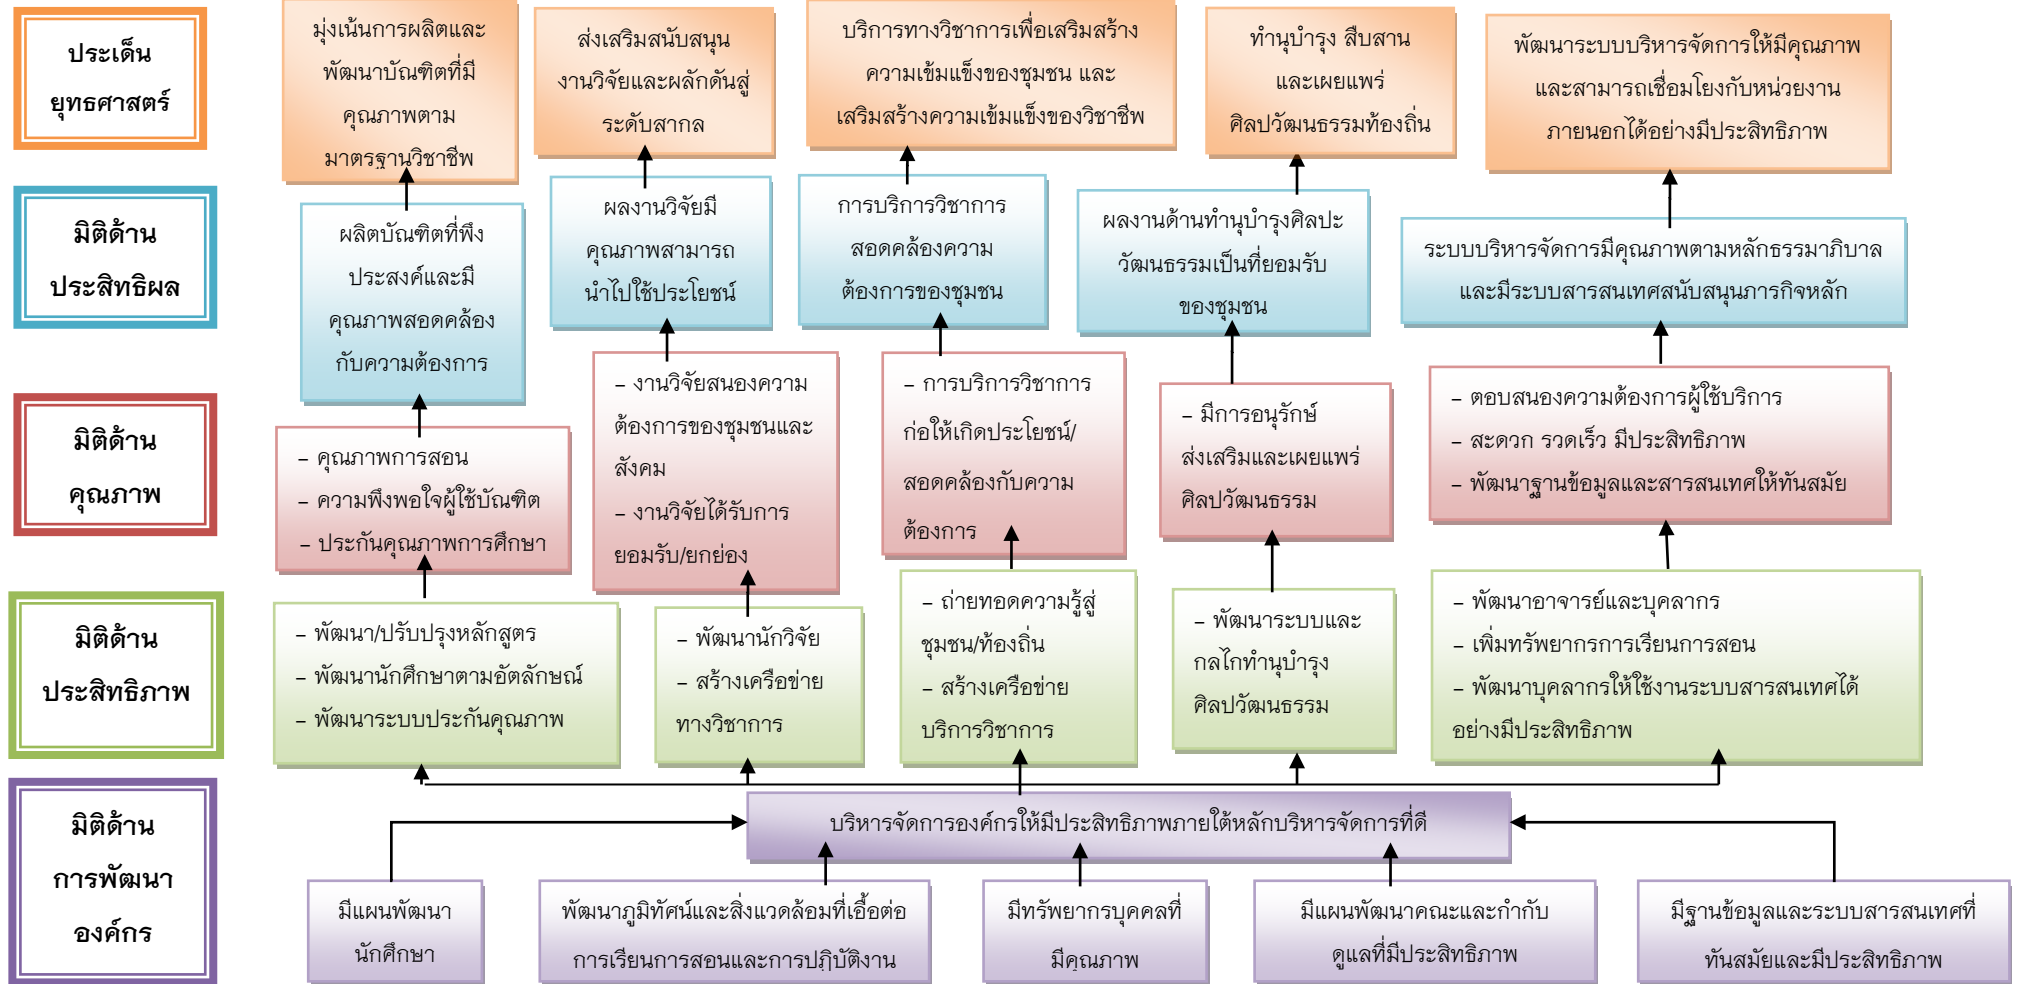 ประเด็น
ยุทธศาสตร์
มุ่งเน้นการผลิตและ
พัฒนาบัณฑิตที่มี
คุณภาพตาม
มาตรฐานวิชาชีพ
ส่งเสริมสนับสนุน
งานวิจัยและผลักดันสู่
ระดับสากล
บริการทางวิชาการเพื่อเสริมสร้าง
ความเข้มแข็งของชุมชน และ
เสริมสร้างความเข้มแข็งของวิชาชีพ
ทำนุบำรุง สืบสาน
และเผยแพร่
ศิลปวัฒนธรรมท้องถิ่น
พัฒนาระบบบริหารจัดการให้มีคุณภาพ
และสามารถเชื่อมโยงกับหน่วยงาน
ภายนอกได้อย่างมีประสิทธิภาพ
มิติด้าน
ประสิทธิผล
ผลิตบัณฑิตที่พึง
ประสงค์และมี
คุณภาพสอดคล้อง
กับความต้องการ
ผลงานวิจัยมี
คุณภาพสามารถ
นำไปใช้ประโยชน์
การบริการวิชาการ
สอดคล้องความ
ต้องการของชุมชน
ผลงานด้านทำนุบำรุงศิลปะ
วัฒนธรรมเป็นที่ยอมรับ
ของชุมชน
ระบบบริหารจัดการมีคุณภาพตามหลักธรรมาภิบาล
และมีระบบสารสนเทศสนับสนุนภารกิจหลัก
มิติด้าน
คุณภาพ
– คุณภาพการสอน
– ความพึงพอใจผู้ใช้บัณฑิต
– ประกันคุณภาพการศึกษา
– งานวิจัยสนองความ
ต้องการของชุมชนและ
สังคม
– งานวิจัยได้รับการ
ยอมรับ/ยกย่อง
– การบริการวิชาการ
ก่อให้เกิดประโยชน์/
สอดคล้องกับความ
ต้องการ
– มีการอนุรักษ์
ส่งเสริมและเผยแพร่
ศิลปวัฒนธรรม
– ตอบสนองความต้องการผู้ใช้บริการ
– สะดวก รวดเร็ว มีประสิทธิภาพ
– พัฒนาฐานข้อมูลและสารสนเทศให้ทันสมัย
มิติด้าน
ประสิทธิภาพ
– พัฒนา/ปรับปรุงหลักสูตร
– พัฒนานักศึกษาตามอัตลักษณ์
– พัฒนาระบบประกันคุณภาพ
– พัฒนานักวิจัย
– สร้างเครือข่าย
ทางวิชาการ
– ถ่ายทอดความรู้สู่
ชุมชน/ท้องถิ่น
– สร้างเครือข่าย
บริการวิชาการ
– พัฒนาระบบและ
กลไกทำนุบำรุง
ศิลปวัฒนธรรม
– พัฒนาอาจารย์และบุคลากร
– เพิ่มทรัพยากรการเรียนการสอน
– พัฒนาบุคลากรให้ใช้งานระบบสารสนเทศได้
อย่างมีประสิทธิภาพ
มิติด้าน
การพัฒนา
องค์กร
บริหารจัดการองค์กรให้มีประสิทธิภาพภายใต้หลักบริหารจัดการที่ดี
มีแผนพัฒนา
นักศึกษา
พัฒนาภูมิทัศน์และสิ่งแวดล้อมที่เอื้อต่อ
การเรียนการสอนและการปฏิบัติงาน
มีทรัพยากรบุคคลที่
มีคุณภาพ
มีแผนพัฒนาคณะและกำกับ
ดูแลที่มีประสิทธิภาพ
มีฐานข้อมูลและระบบสารสนเทศที่
ทันสมัยและมีประสิทธิภาพ